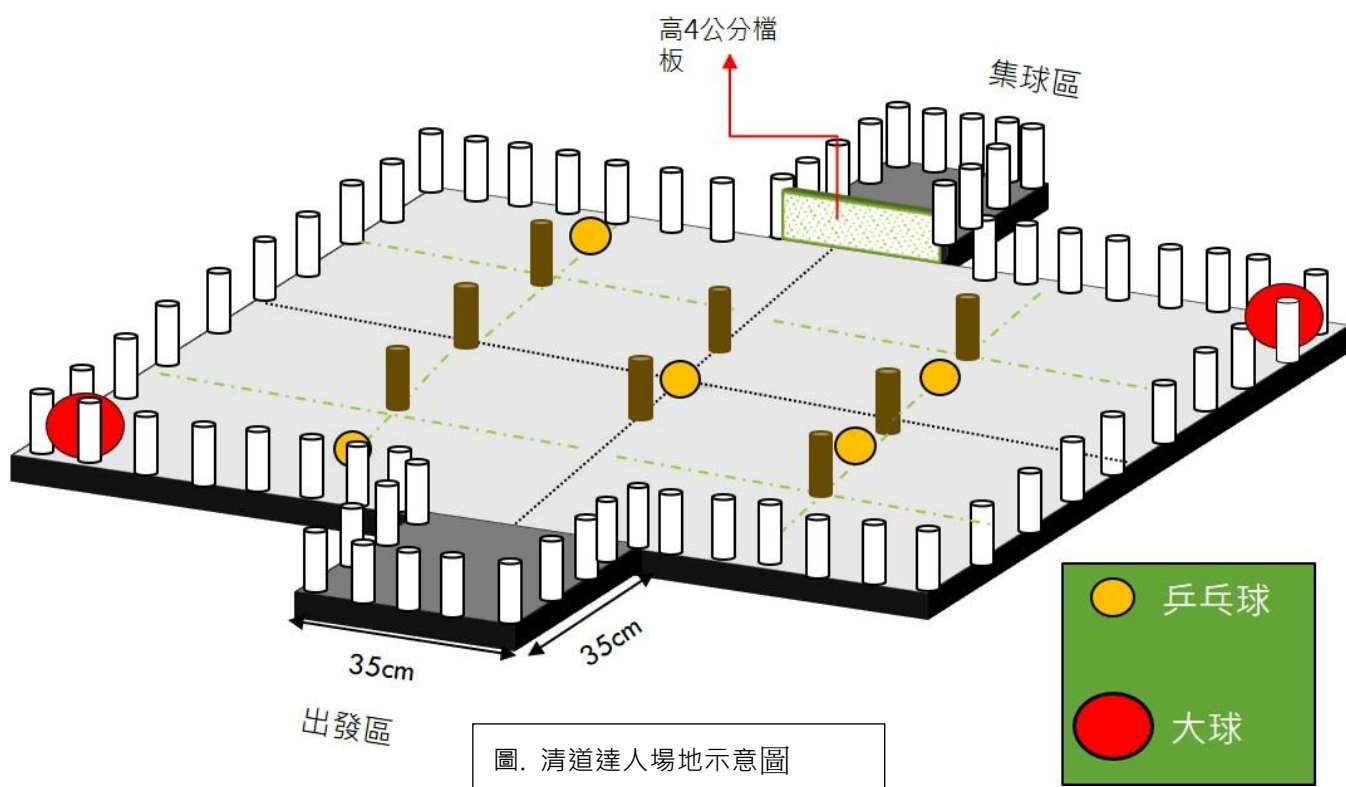 高4公分檔
板
集球區
35cm
35cm
出發區
圖. 清道達人場地示意圖
乒乓球
大球